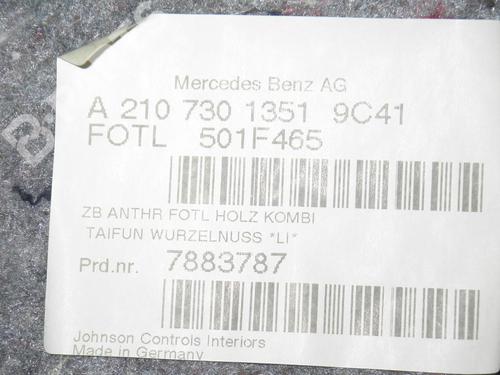 Mercedes Benz AG
A 210 730 1351 9C41
FOTL 501F465
ZB ANTHR FOTL HOLZ KOMBI
TAIFUN WURZELNUSS *LI*
Prd.nr. 7883787
Johnson Controls Interiors
Made in Germany